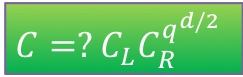 C =? C_L C_R^{q^{d/2}}